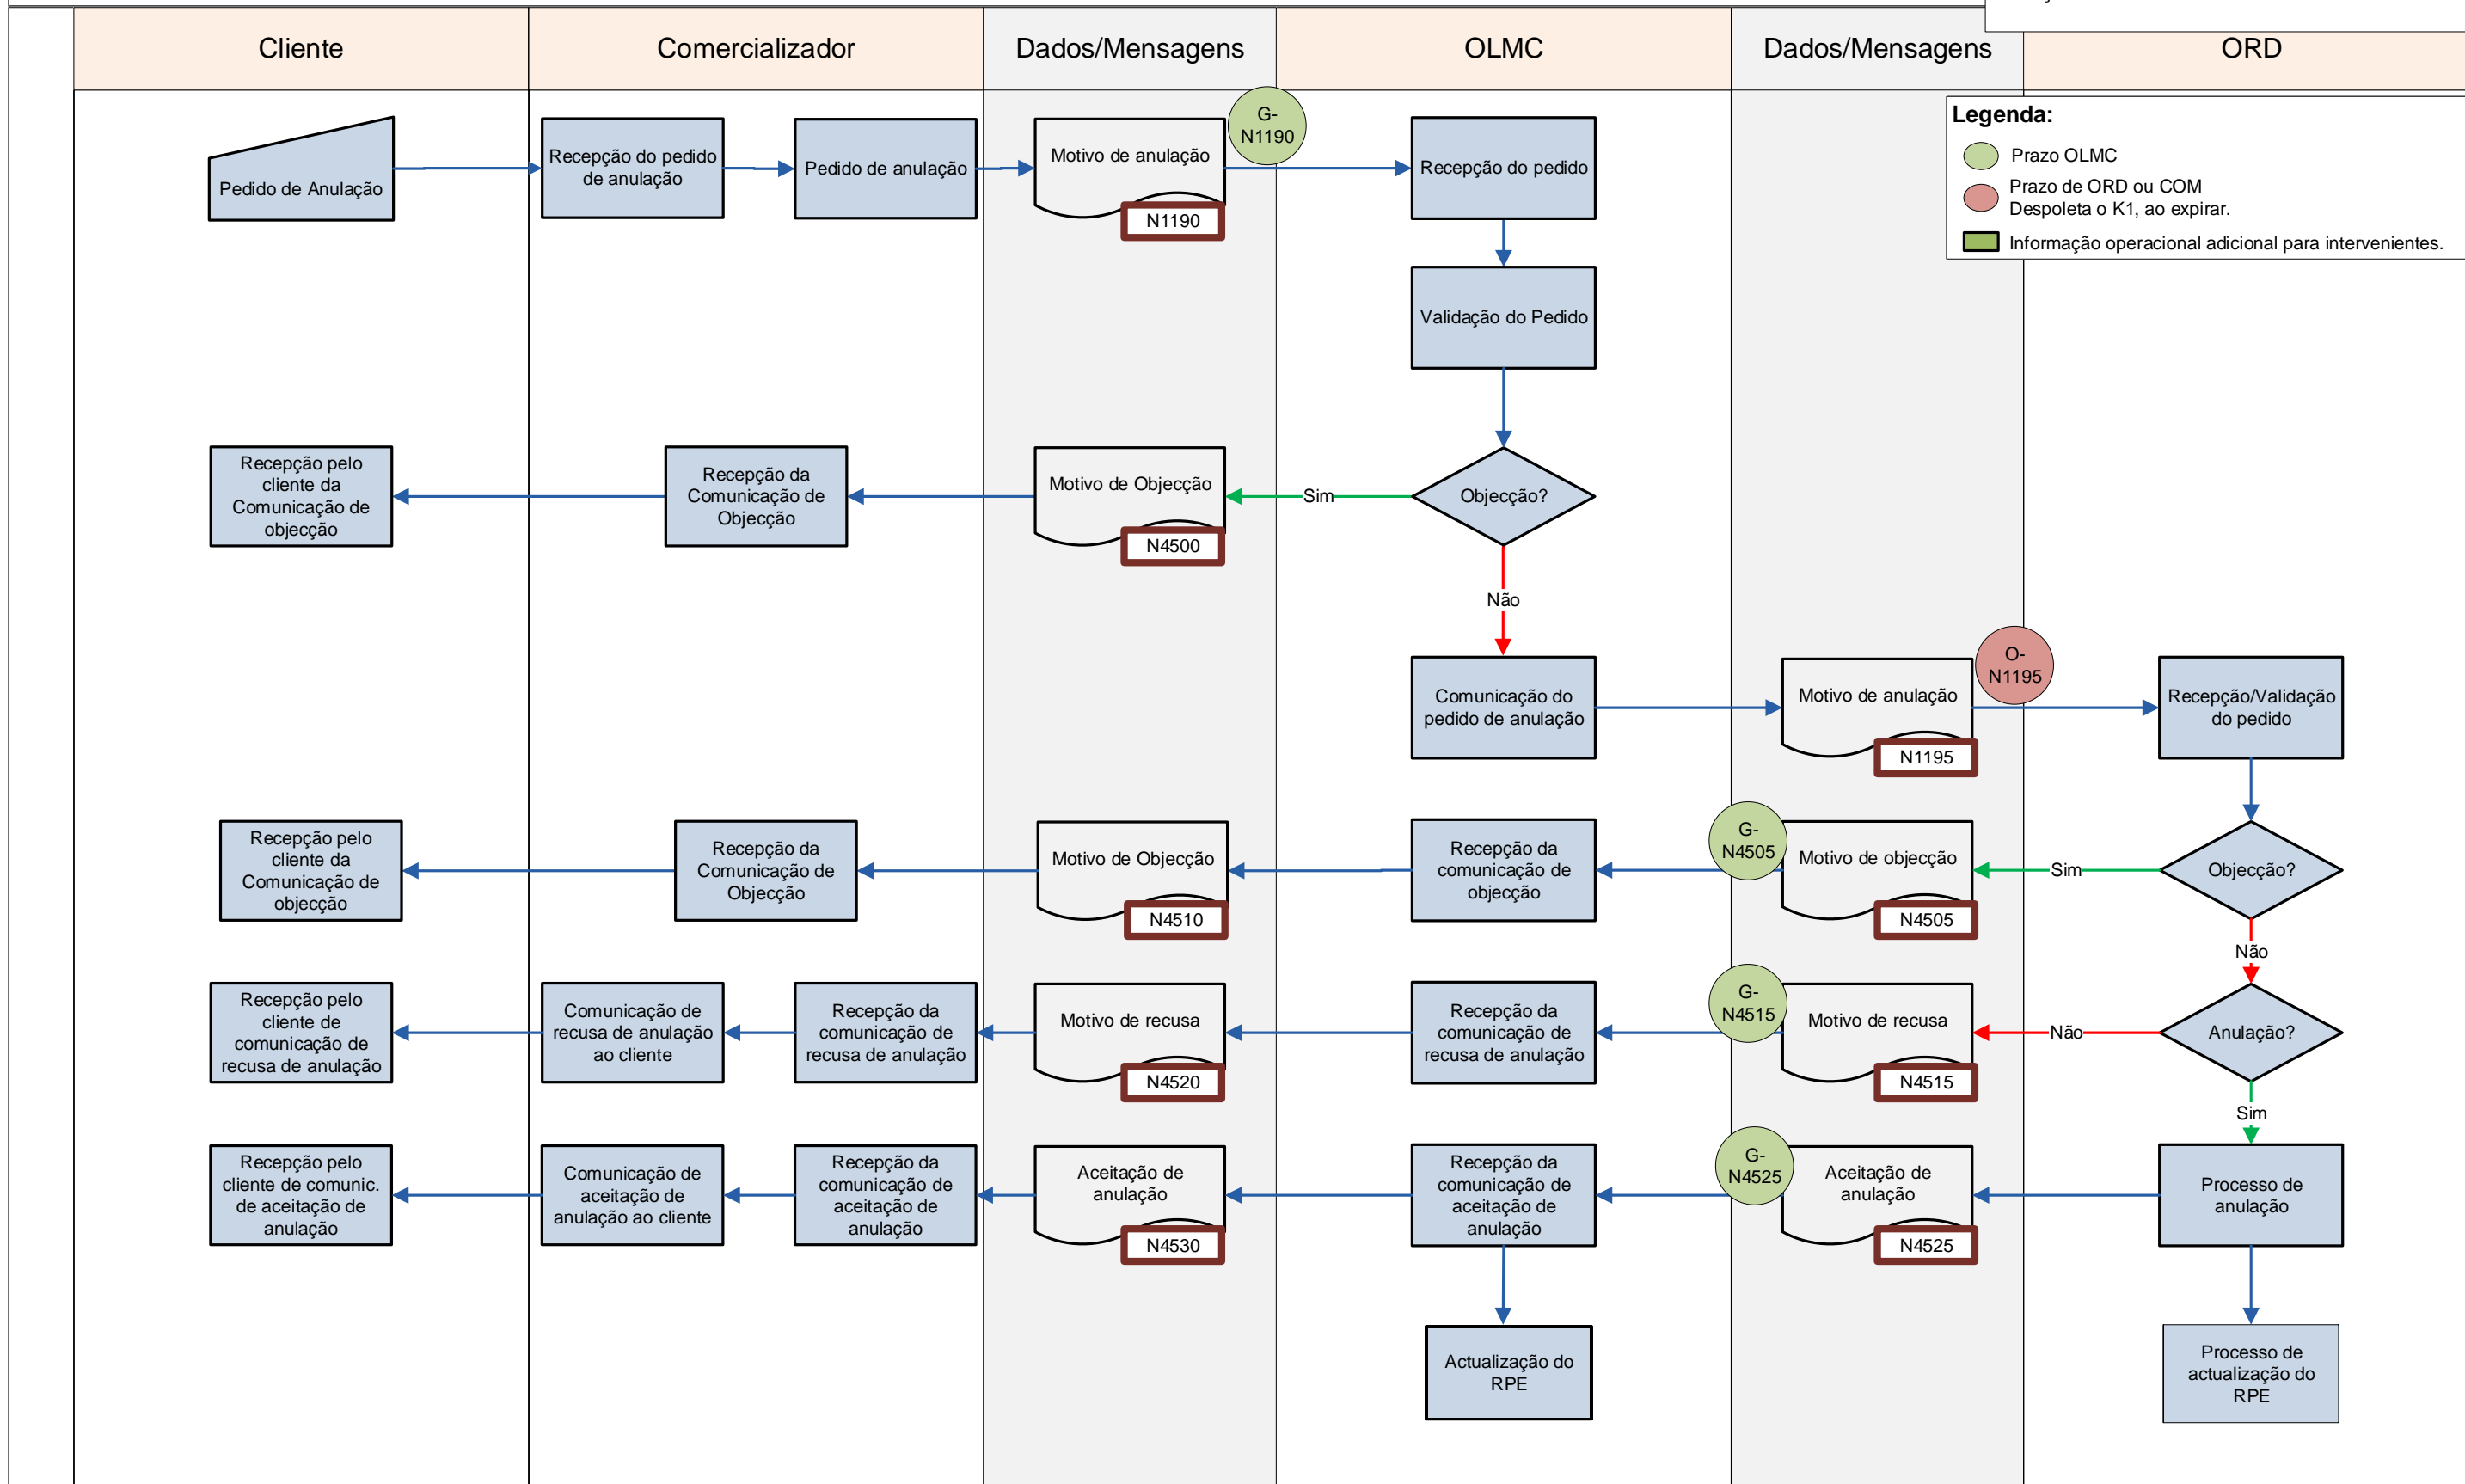 Cliente
Comercializador
Dados/Mensagens
OLMC
Dados/Mensagens
ORD
Legenda:
Prazo OLMC
Prazo de ORD ou COM
Despoleta o K1, ao expirar.
Informação operacional adicional para intervenientes.
Pedido de Anulação
Recepção do pedido
de anulação
Pedido de anulação
Motivo de anulação
N1190
G-
N1190
Recepção do pedido
Validação do Pedido
Recepção pelo
cliente da
Comunicação de
objecção
Recepção da
Comunicação de
Objecção
Motivo de Objecção
N4500
Sim
Objecção?
Não
Comunicação do
pedido de anulação
Motivo de anulação
N1195
O-
N1195
Recepção/Validação
do pedido
Recepção pelo
cliente da
Comunicação de
objecção
Recepção da
Comunicação de
Objecção
Motivo de Objecção
N4510
Recepção da
comunicação de
objecção
G-
N4505
Motivo de objecção
N4505
Sim
Objecção?
Não
Recepção pelo
cliente de
comunicação de
recusa de anulação
Comunicação de
recusa de anulação
ao cliente
Recepção da
comunicação de
recusa de anulação
Motivo de recusa
N4520
Recepção da
comunicação de
recusa de anulação
G-
N4515
Motivo de recusa
N4515
Não
Anulação?
Sim
Recepção pelo
cliente de comunic.
de aceitação de
anulação
Comunicação de
aceitação de
anulação ao cliente
Recepção da
comunicação de
aceitação de
anulação
Aceitação de
anulação
N4530
Recepção da
comunicação de
aceitação de
anulação
G-
N4525
Aceitação de
anulação
N4525
Processo de
anulação
Actualização do
RPE
Processo de
actualização do
RPE